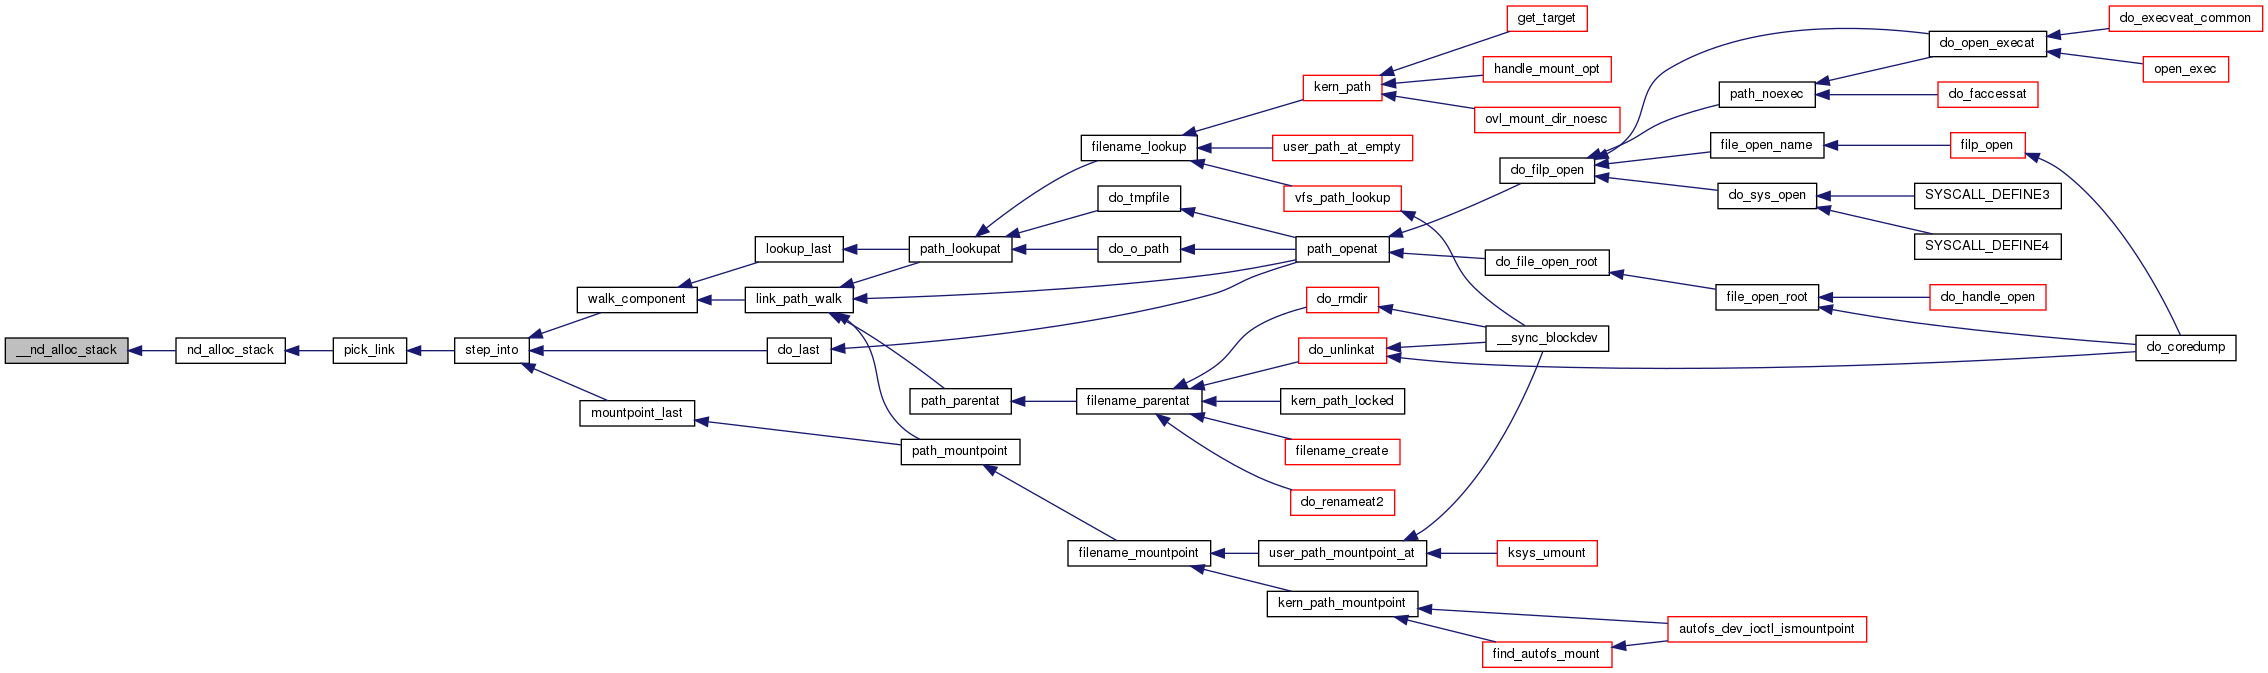 __nd_alloc_stack
nd_alloc_stack
pick_link
step_into
walk_component
mountpoint_last
lookup_last
link_path_walk
do_last
path_lookupat
path_parentat
path_mountpoint
filename_lookup
do_tmpfile
do_o_path
filename_parentat
filename_mountpoint
kern_path
user_path_at_empty
vfs_path_lookup
path_openat
do_rmdir
do_unlinkat
kern_path_locked
filename_create
do_renameat2
user_path_mountpoint_at
kern_path_mountpoint
get_target
handle_mount_opt
ovl_mount_dir_noesc
do_filp_open
do_file_open_root
__sync_blockdev
ksys_umount
find_autofs_mount
autofs_dev_ioctl_ismountpoint
path_noexec
file_open_name
do_sys_open
file_open_root
do_open_execat
do_faccessat
filp_open
SYSCALL_DEFINE3
SYSCALL_DEFINE4
do_handle_open
do_execveat_common
open_exec
do_coredump